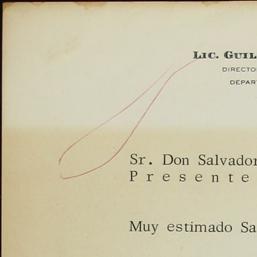 Lic. Guil
Directo
Depar
Sr. Don Salvador
Presente
Muy estimado Sa